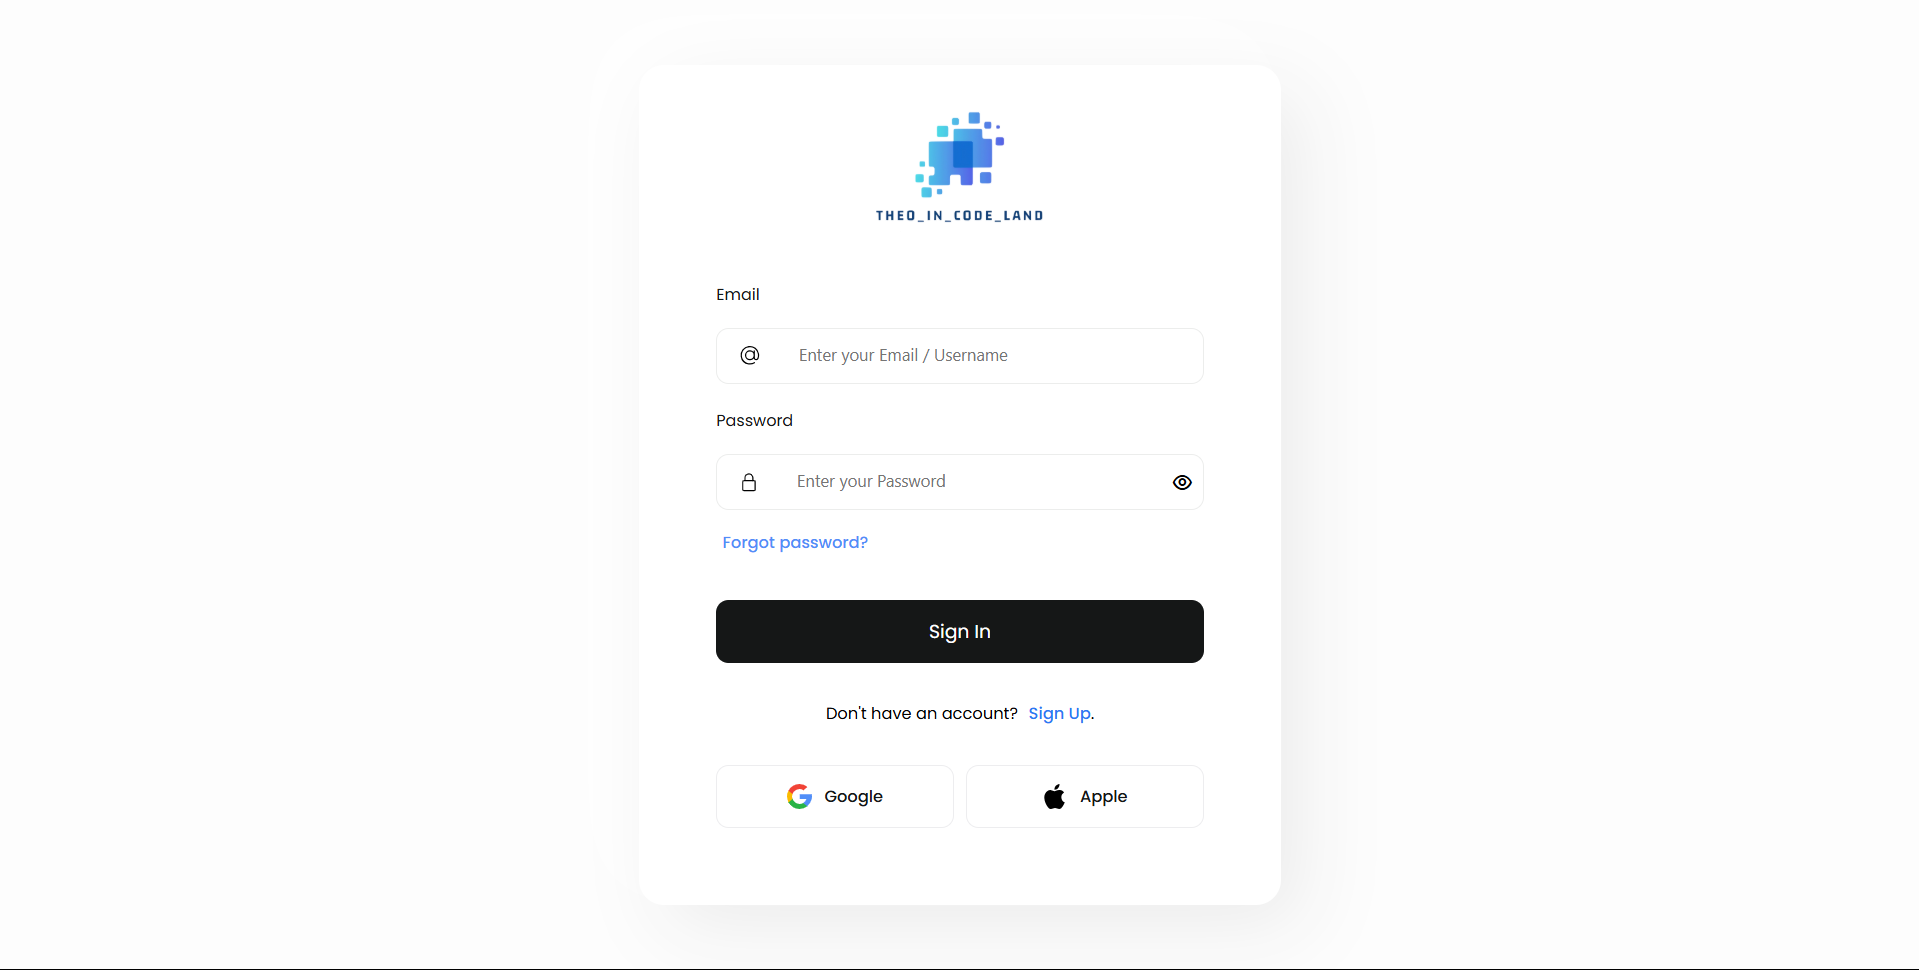 THEO_IN_CODE_LAND
Email
Enter your Email / Username
Password
Enter your Password
Forgot password?
Sign In
Don't have an account? Sign Up.
Google Apple